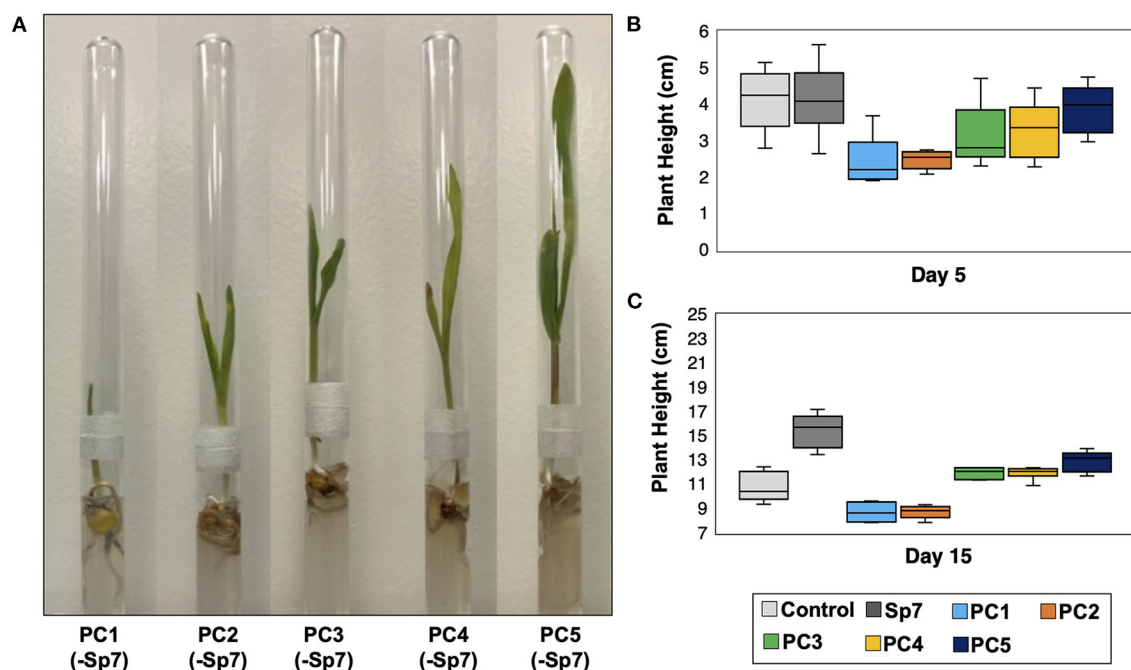 A
PC1
(-Sp7)
PC2
(-Sp7)
PC3
(-Sp7)
PC4
(-Sp7)
PC5
(-Sp7)
B
Plant Height (cm)
6
5
4
3
2
1
0
Day 5
C
Plant Height (cm)
25
23
21
19
17
15
13
11
9
7
Day 15
Control Sp7 PC1 PC2
PC3 PC4 PC5